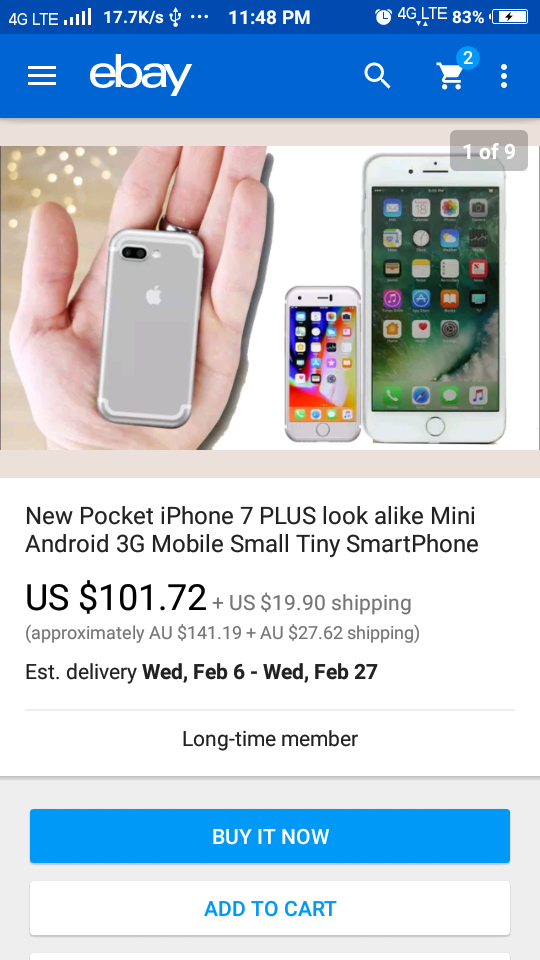 4G LTE 17.7K/s ... 11:48 PM 4G LTE 83%
ebay 2
1 of 9
New Pocket iPhone 7 PLUS look alike Mini
Android 3G Mobile Small Tiny SmartPhone
US $101.72 + US $19.90 shipping
(approximately AU $141.19 + AU $27.62 shipping)
Est. delivery Wed, Feb 6 - Wed, Feb 27
Long-time member
BUY IT NOW
ADD TO CART